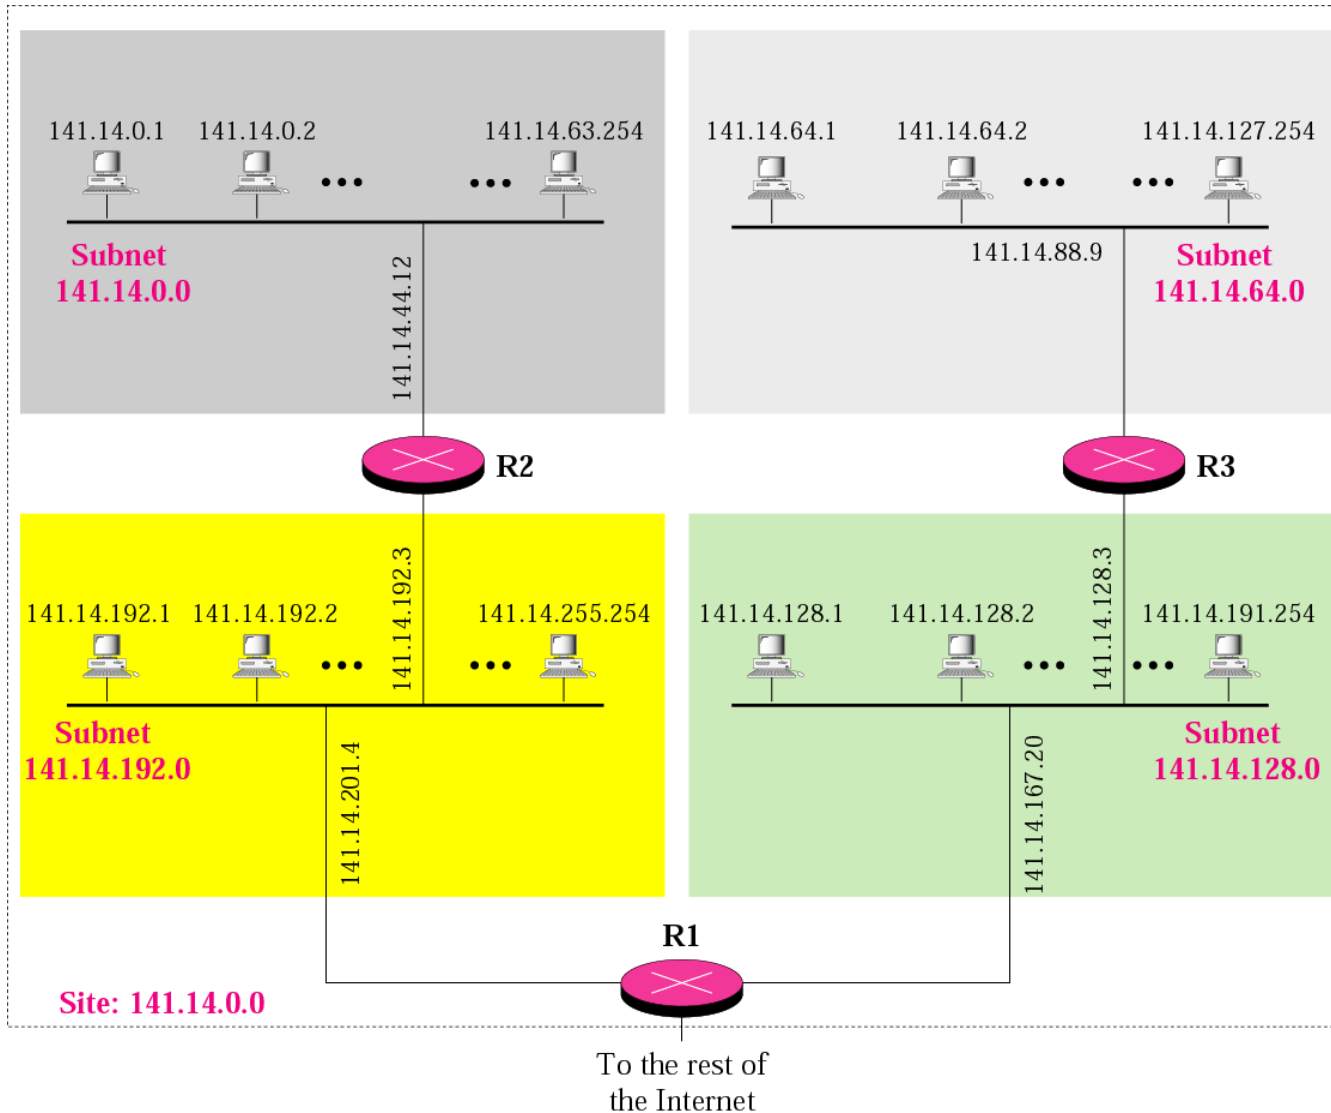 141.14.0.1
141.14.0.2
141.14.63.254
Subnet
141.14.0.0
141.14.44.12
141.14.64.1
141.14.64.2
141.14.127.254
141.14.88.9
Subnet
141.14.64.0
R2
R3
141.14.192.1
141.14.192.2
141.14.192.3
141.14.255.254
Subnet
141.14.192.0
141.14.201.4
141.14.128.1
141.14.128.2
141.14.128.3
141.14.191.254
Subnet
141.14.128.0
141.14.167.20
R1
Site: 141.14.0.0
To the rest of
the Internet